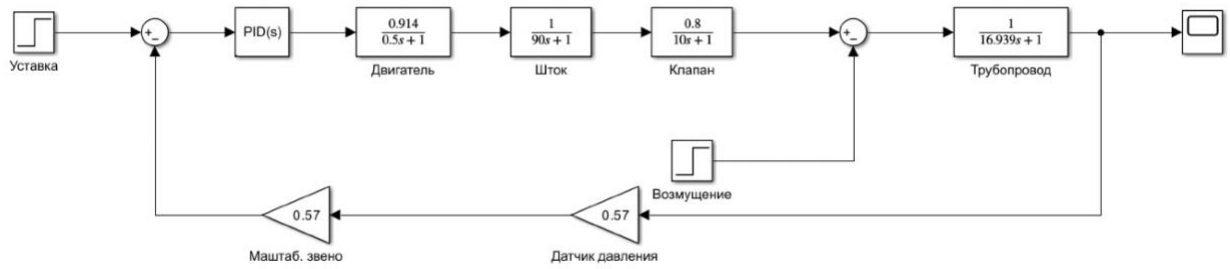 Уставка
+
−
PID(s)
0.914
0.5s + 1
Двигатель
1
90s + 1
Шток
0.8
10s + 1
Клапан
+
−
1
16.939s + 1
Трубопровод
Возмущение
0.57
Маштаб. звено
0.57
Датчик давления